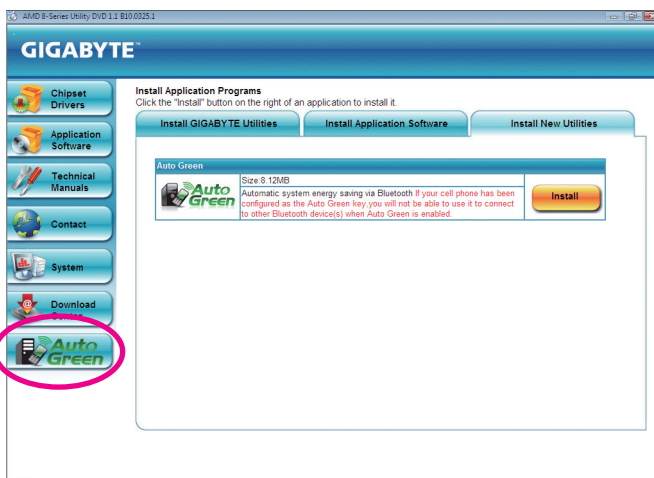 AMD 8-Series Utility DVD 1.1 B10.0325.1
GIGABYTE™
Chipset
Drivers
Application
Software
Technical
Manuals
Contact
System
Download
Center
Auto
Green
Install Application Programs
Click the "Install" button on the right of an application to install it.
Install GIGABYTE Utilities
Install Application Software
Install New Utilities
Auto Green
Auto
Green
Size:8.12MB
Automatic system energy saving via Bluetooth If your cell phone has been
configured as the Auto Green key,you will not be able to use it to connect
to other Bluetooth device(s) when Auto Green is enabled.
Install